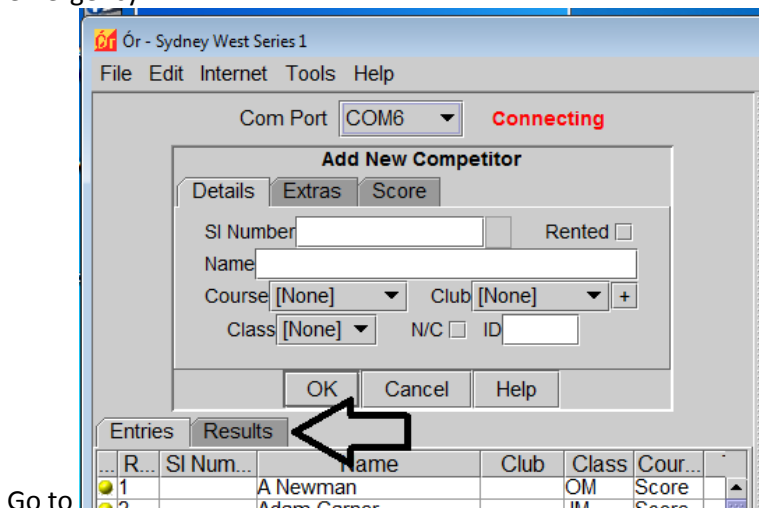 Ór - Sydney West Series 1
File Edit Internet Tools Help
Com Port COM6 Connecting
Add New Competitor
Details Extras Score
SI Number Rented
Name
Course [None] Club [None] +
Class [None] N/C ID
OK Cancel Help
Entries Results
... R... SI Num... Name Club Class Cour...
1 A Newman OM Score
Go to